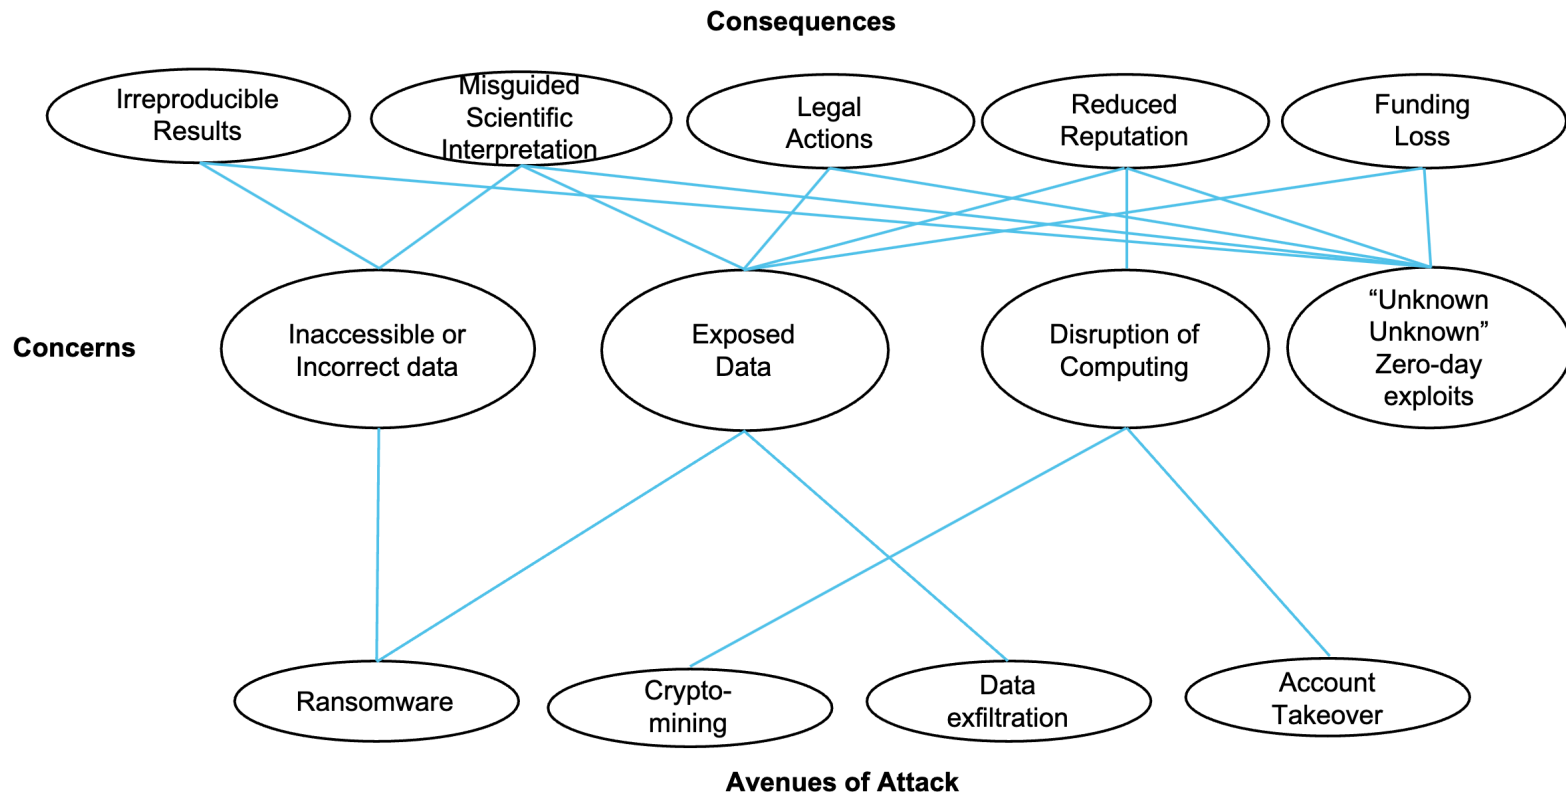 Consequences
Irreproducible
Results
Misguided
Scientific
Interpretation
Legal
Actions
Reduced
Reputation
Funding
Loss
Concerns
Inaccessible or
Incorrect data
Exposed
Data
Disruption of
Computing
“Unknown
Unknown”
Zero-day
exploits
Ransomware
Crypto-
mining
Data
exfiltration
Account
Takeover
Avenues of Attack